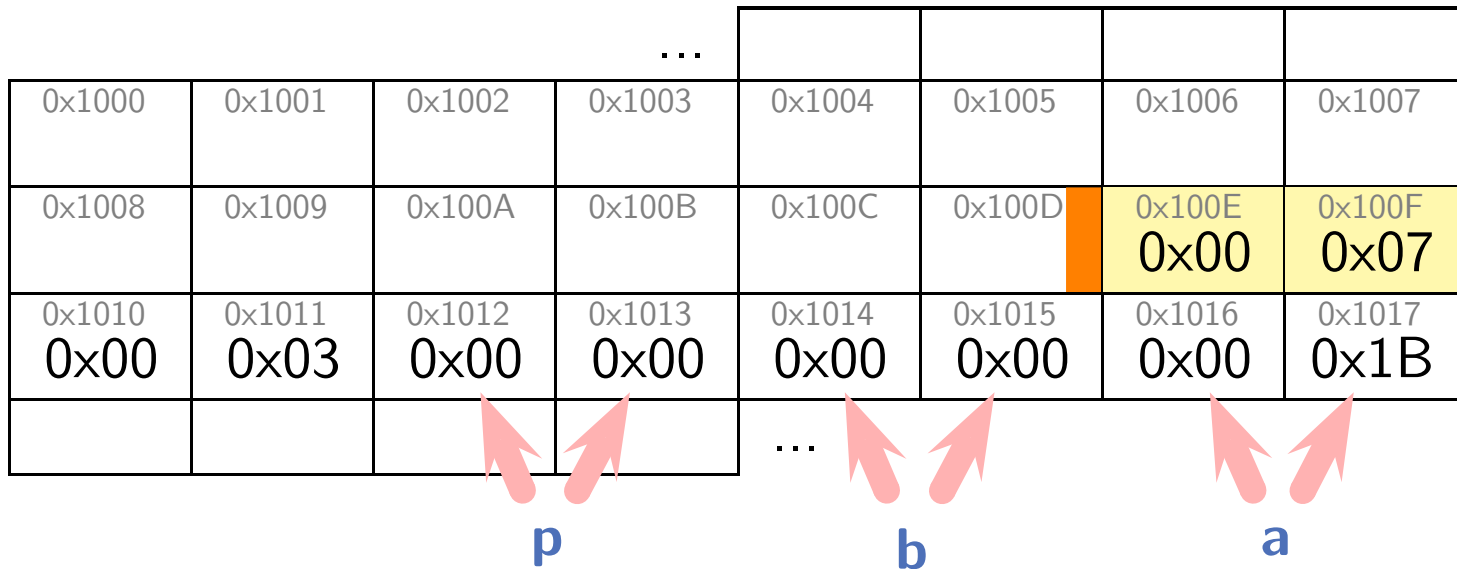 ...
0x1000 0x1001 0x1002 0x1003 0x1004 0x1005 0x1006 0x1007
0x1008 0x1009 0x100A 0x100B 0x100C 0x100D 0x100E 0x100F
0x00 0x07
0x1010 0x1011 0x1012 0x1013 0x1014 0x1015 0x1016 0x1017
0x00 0x03 0x00 0x00 0x00 0x00 0x00 0x1B
...
p b a